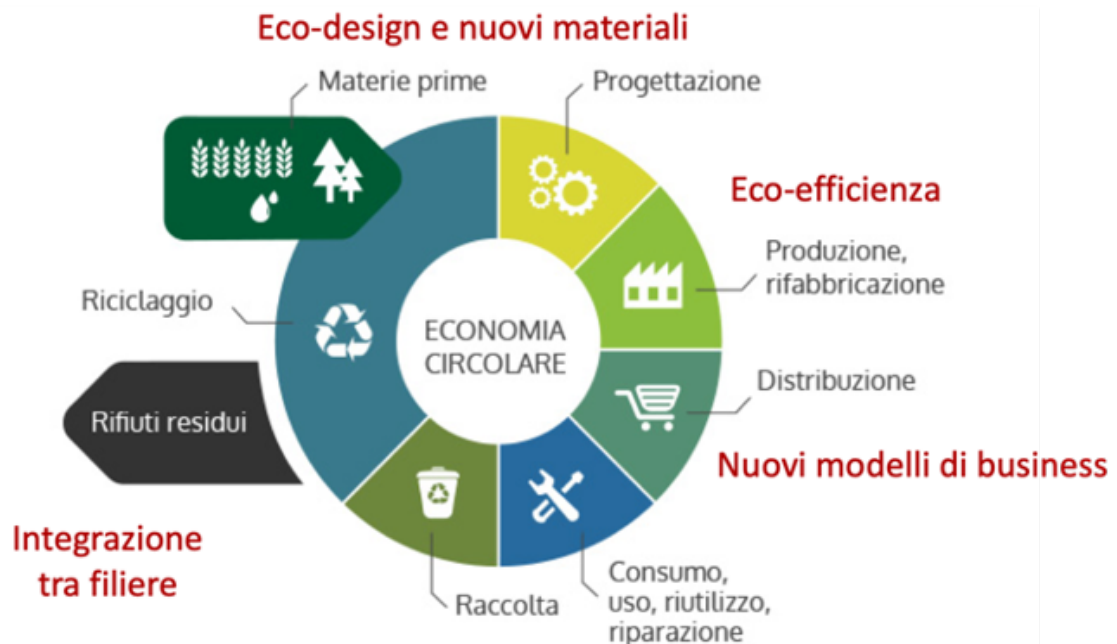 Eco-design e nuovi materiali
Materie prime
Progettazione
Eco-efficienza
Produzione,
rifabbricazione
Riciclaggio
ECONOMIA
CIRCOLARE
Distribuzione
Rifiuti residui
Nuovi modelli di business
Integrazione
tra filiere
Raccolta
Consumo,
uso, riutilizzo,
riparazione